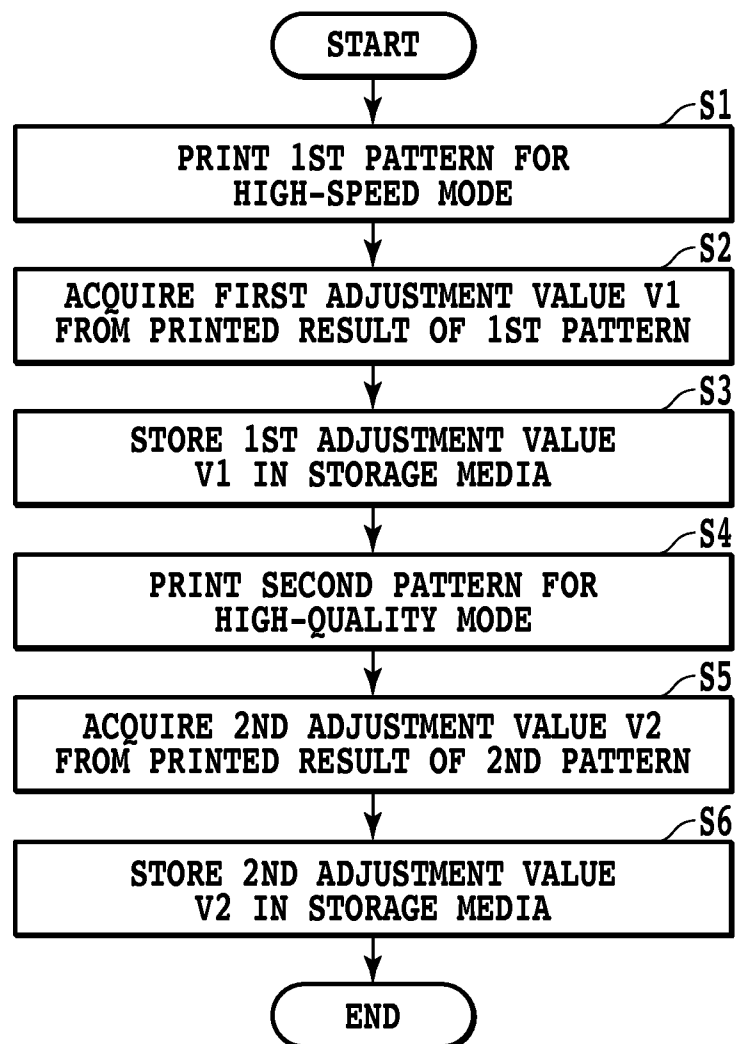 START
S1
PRINT 1ST PATTERN FOR
HIGH-SPEED MODE
S2
ACQUIRE FIRST ADJUSTMENT VALUE V1
FROM PRINTED RESULT OF 1ST PATTERN
S3
STORE 1ST ADJUSTMENT VALUE
V1 IN STORAGE MEDIA
S4
PRINT SECOND PATTERN FOR
HIGH-QUALITY MODE
S5
ACQUIRE 2ND ADJUSTMENT VALUE V2
FROM PRINTED RESULT OF 2ND PATTERN
S6
STORE 2ND ADJUSTMENT VALUE
V2 IN STORAGE MEDIA
END